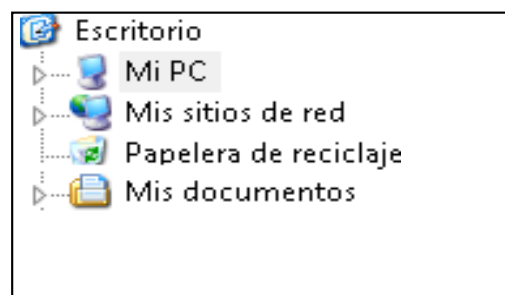 Escritorio
Mi PC
Mis sitios de red
Papelera de reciclaje
Mis documentos